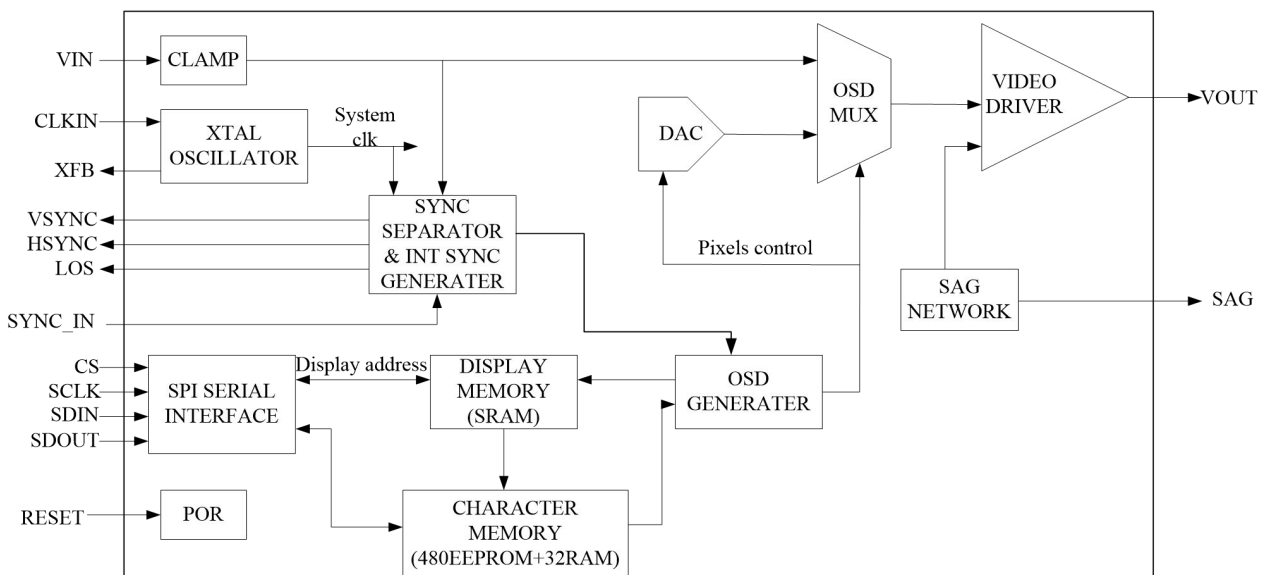 VIN
CLAMP
CLKIN
XTAL
OSCILLATOR
XFB
System
clk
DAC
OSD
MUX
VIDEO
DRIVER
VOUT
VSYNC
HSYNC
LOS
SYNC
SEPARATOR
& INT SYNC
GENERATER
SYNC_IN
Pixels control
SAG
NETWORK
SAG
CS
SCLK
SDIN
SDOUT
SPI SERIAL
INTERFACE
Display address
DISPLAY
MEMORY
(SRAM)
OSD
GENERATER
RESET
POR
CHARACTER
MEMORY
(480EEPROM+32RAM)